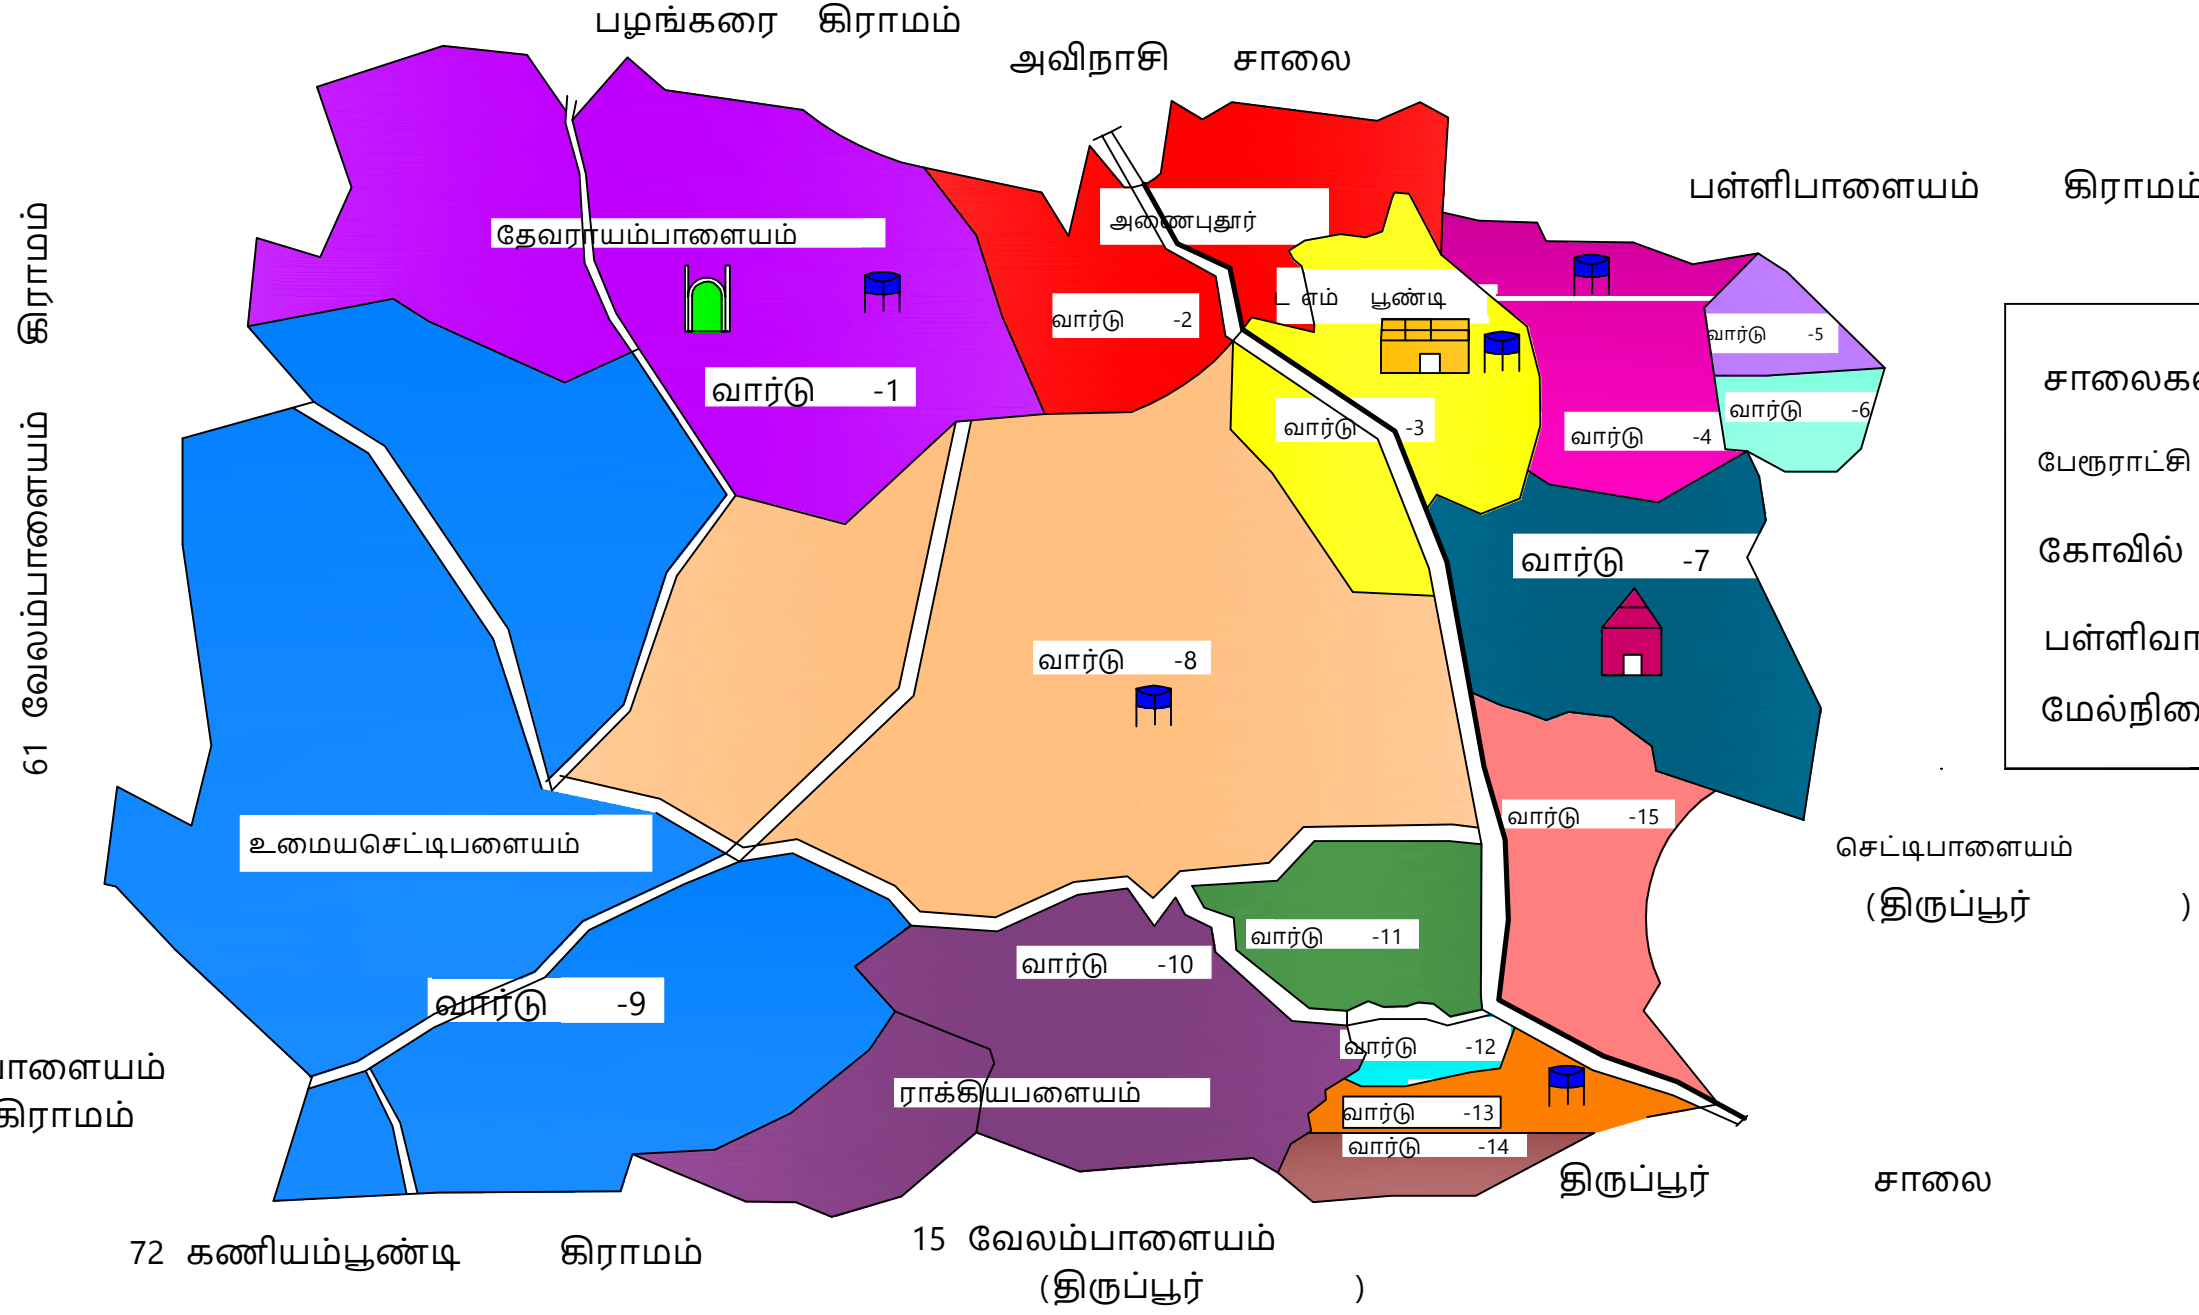 பழங்கரை கிராமம்
அவிநாசி சாலை
பள்ளிபாளையம் கிராமம்
61 வேலம்பாளையம் கிராமம்
தேவராயம்பாளையம்
அணைபுதூர்
எம் பூண்டி
வார்டு -2
வார்டு -5
வார்டு -1
வார்டு -3
வார்டு -4
வார்டு -6
வார்டு -7
வார்டு -8
பேரூராட்சி
கோவில்
வார்டு -15
உமையசெட்டிபளையம்
செட்டிபாளையம்
(திருப்பூர் )
வார்டு -11
வார்டு -10
வார்டு -9
வார்டு -12
ராக்கியபளையம்
வார்டு -13
வார்டு -14
கிராமம்
திருப்பூர் சாலை
72 கணியம்பூண்டி கிராமம்
15 வேலம்பாளையம்
(திருப்பூர் )